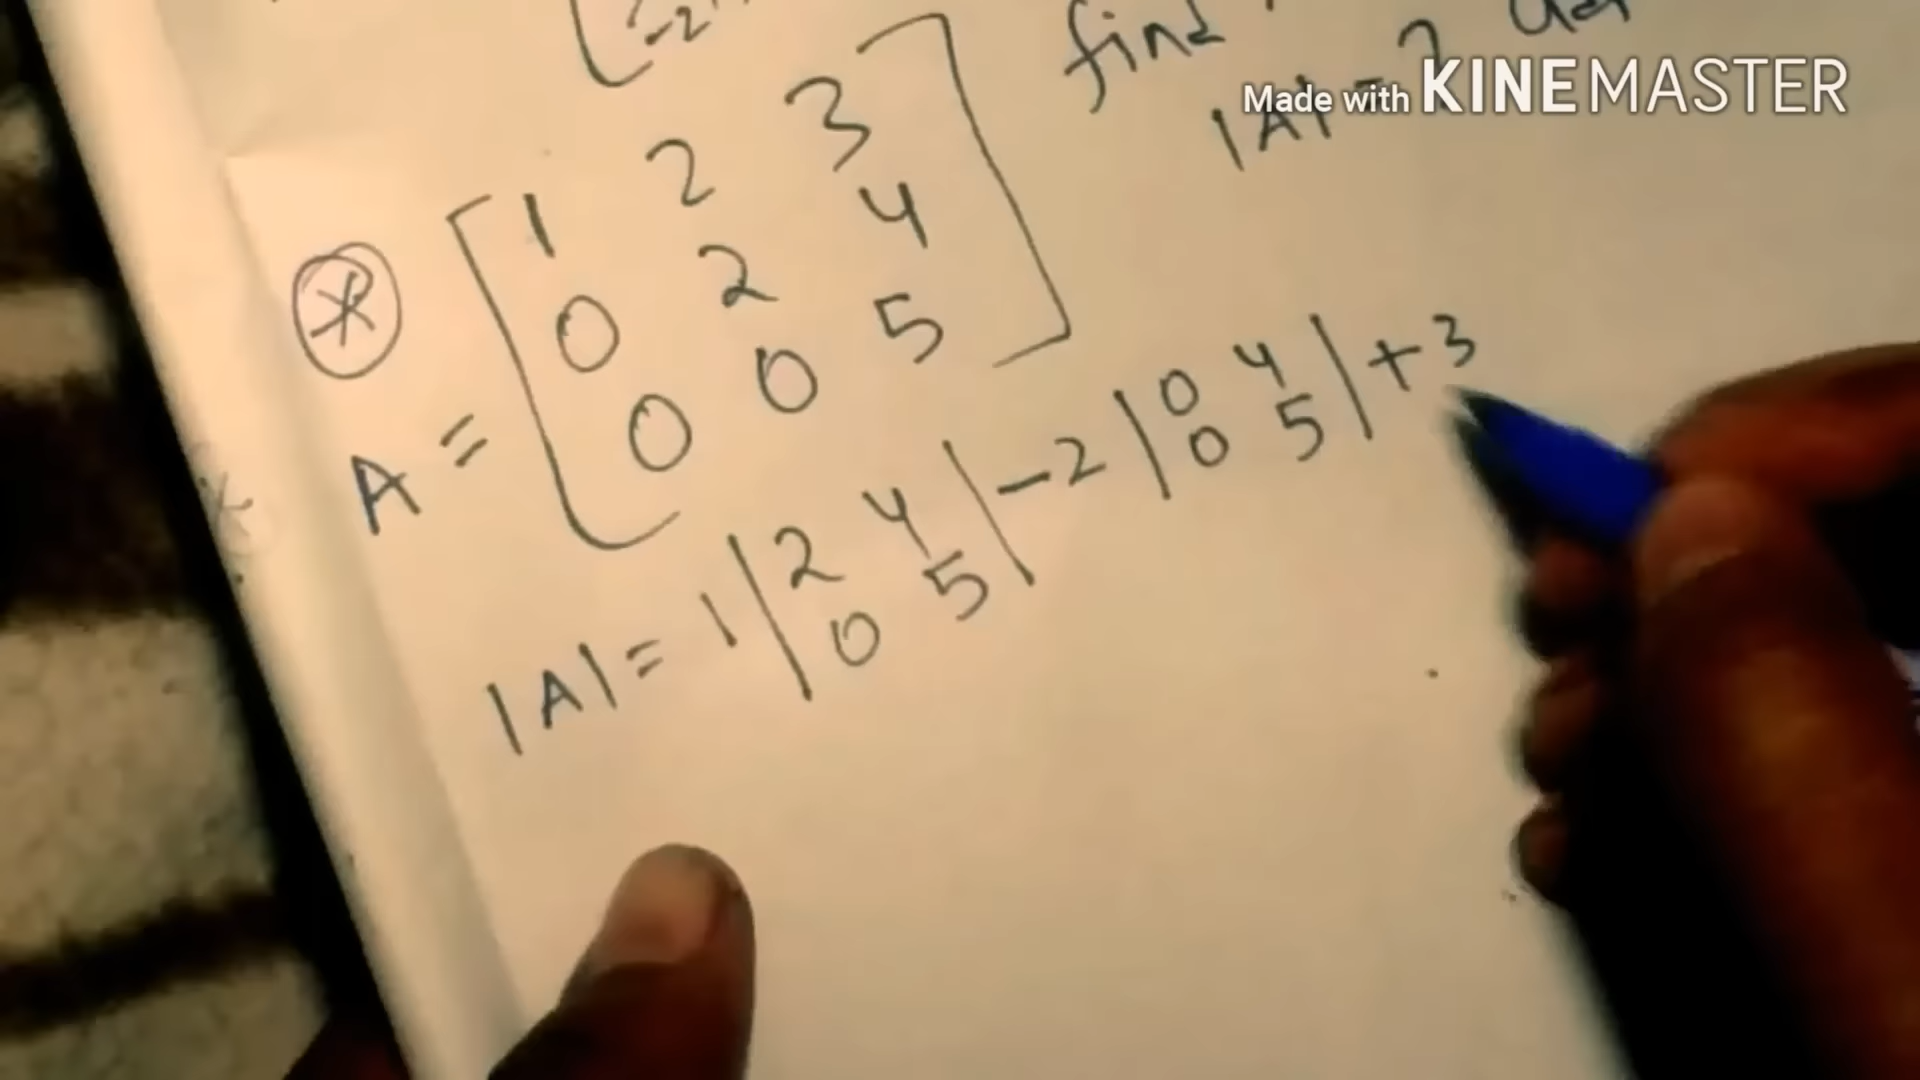 -2
find
|A| = ?
Made with KINEMASTER
A = [1 2 3
0 2 4
0 0 5]
|A| = 1 |2 4
0 5| -2 |0 4
0 5| +3